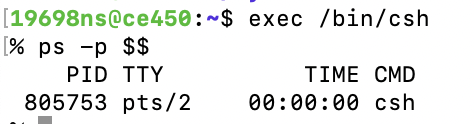 [19698ns@ce450:~$ exec /bin/csh
[% ps -p $$
PID TTY TIME CMD
805753 pts/2 00:00:00 csh
%